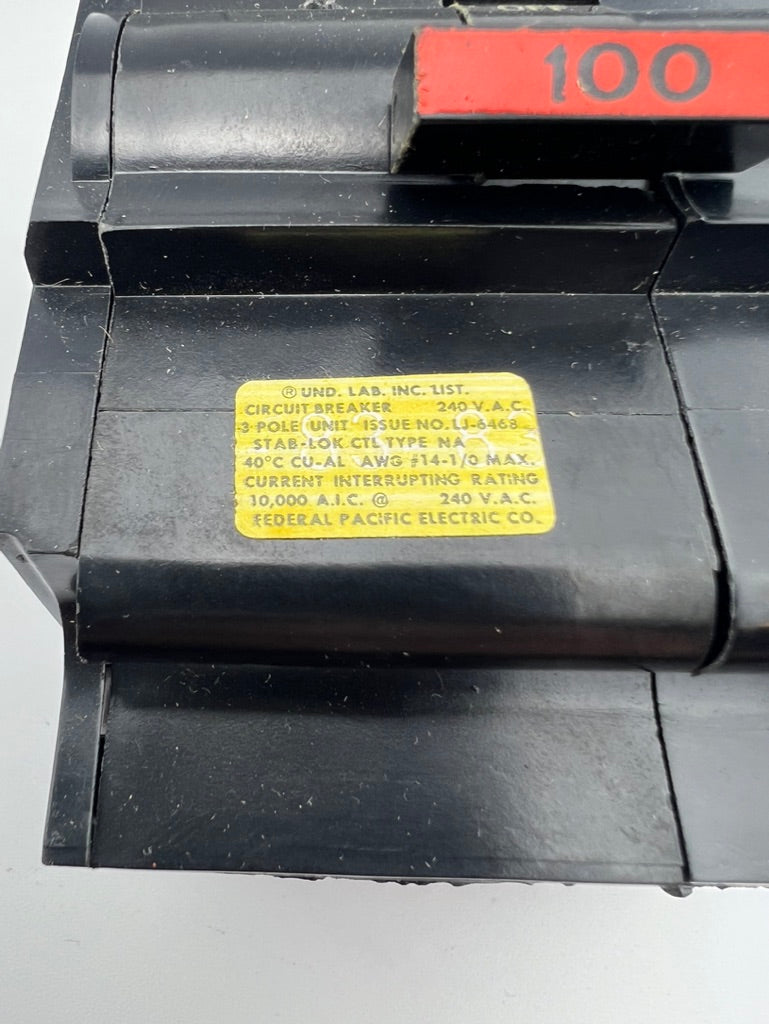 100
® UND. LAB. INC. LIST.
CIRCUIT BREAKER 240 V.A.C.
3 POLE UNIT ISSUE NO. LJ-6468
STAB-LOK CTL TYPE NA
40°C CU-AL AWG #14-1/0 MAX.
CURRENT INTERRUPTING RATING
10,000 A.I.C. @ 240 V.A.C.
FEDERAL PACIFIC ELECTRIC CO.